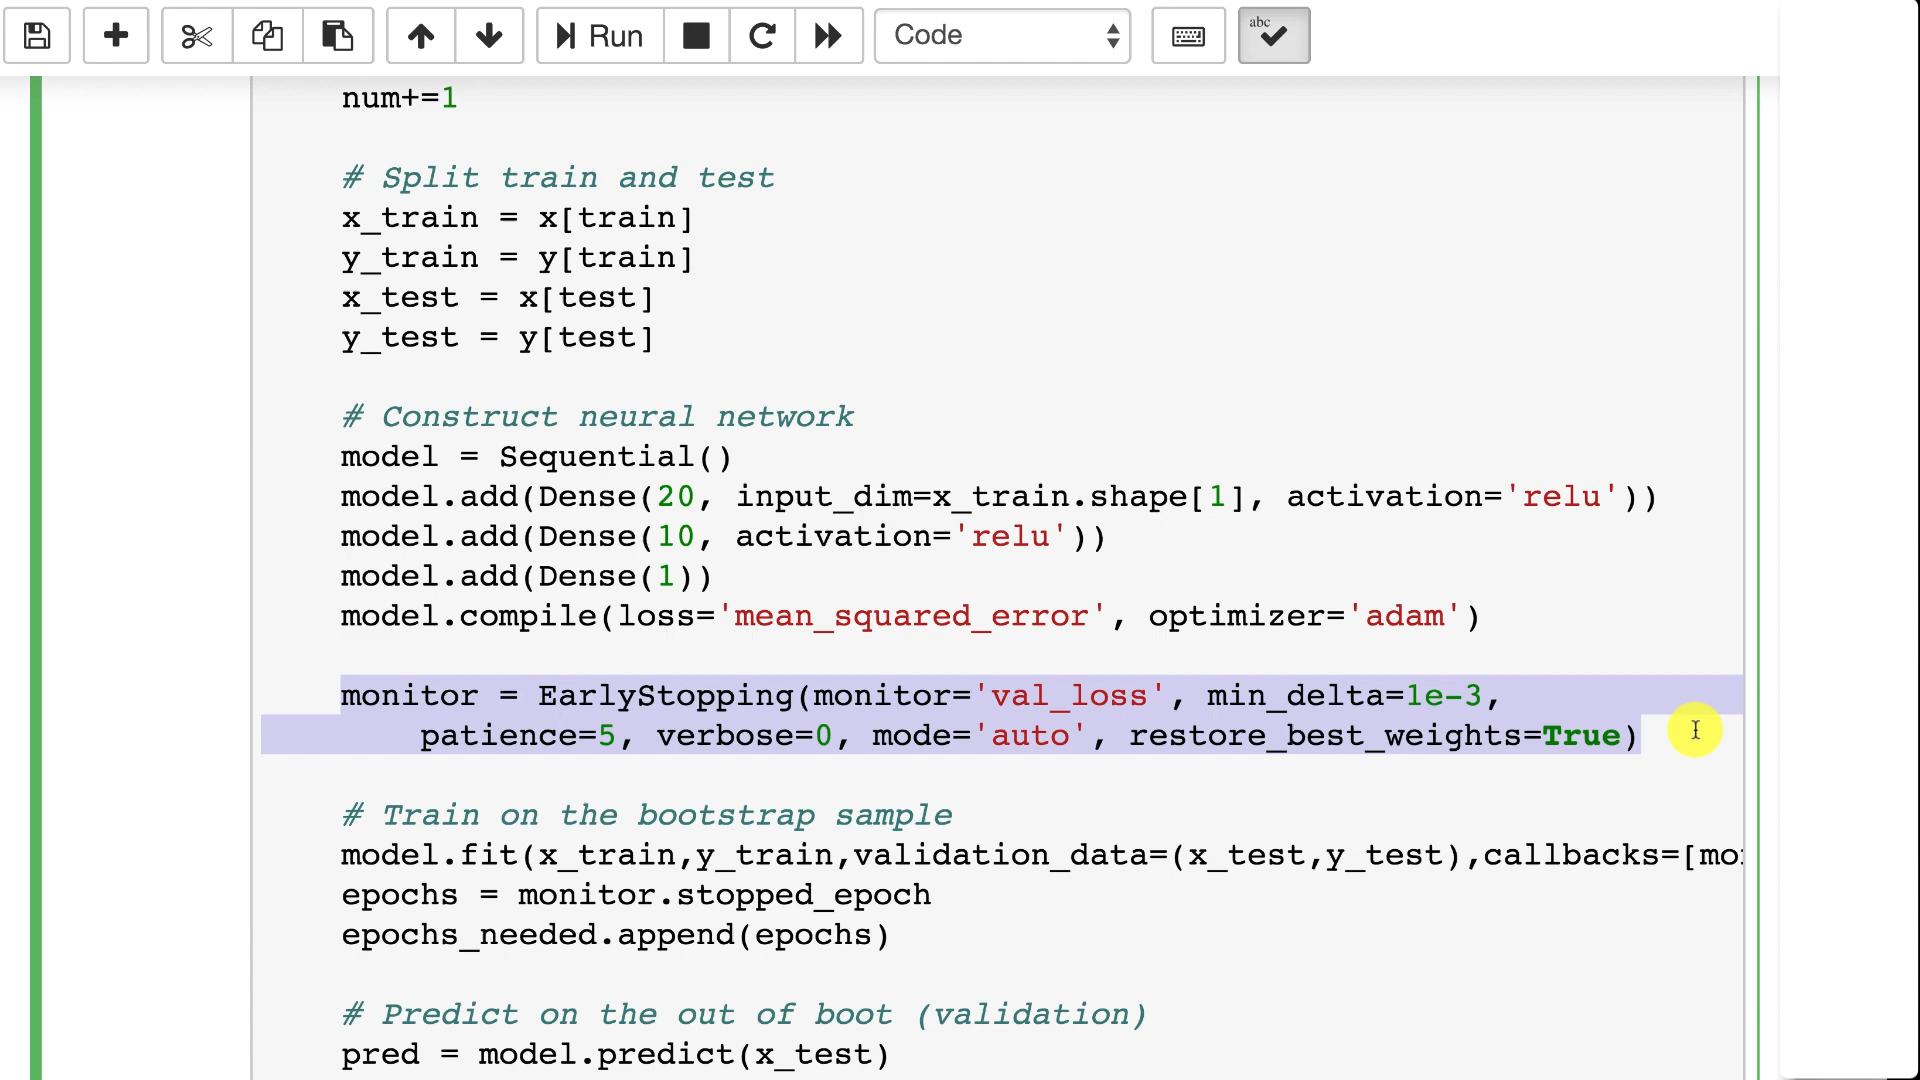 Run
Code
abc
num+=1
# Split train and test
x_train = x[train]
y_train = y[train]
x_test = x[test]
y_test = y[test]
# Construct neural network
model = Sequential()
model.add(Dense(20, input_dim=x_train.shape[1], activation='relu'))
model.add(Dense(10, activation='relu'))
model.add(Dense(1))
model.compile(loss='mean_squared_error', optimizer='adam')
monitor = EarlyStopping(monitor='val_loss', min_delta=1e-3,
patience=5, verbose=0, mode='auto', restore_best_weights=True)
# Train on the bootstrap sample
model.fit(x_train,y_train,validation_data=(x_test,y_test),callbacks=[mo
epochs = monitor.stopped_epoch
epochs_needed.append(epochs)
# Predict on the out of boot (validation)
pred = model.predict(x_test)